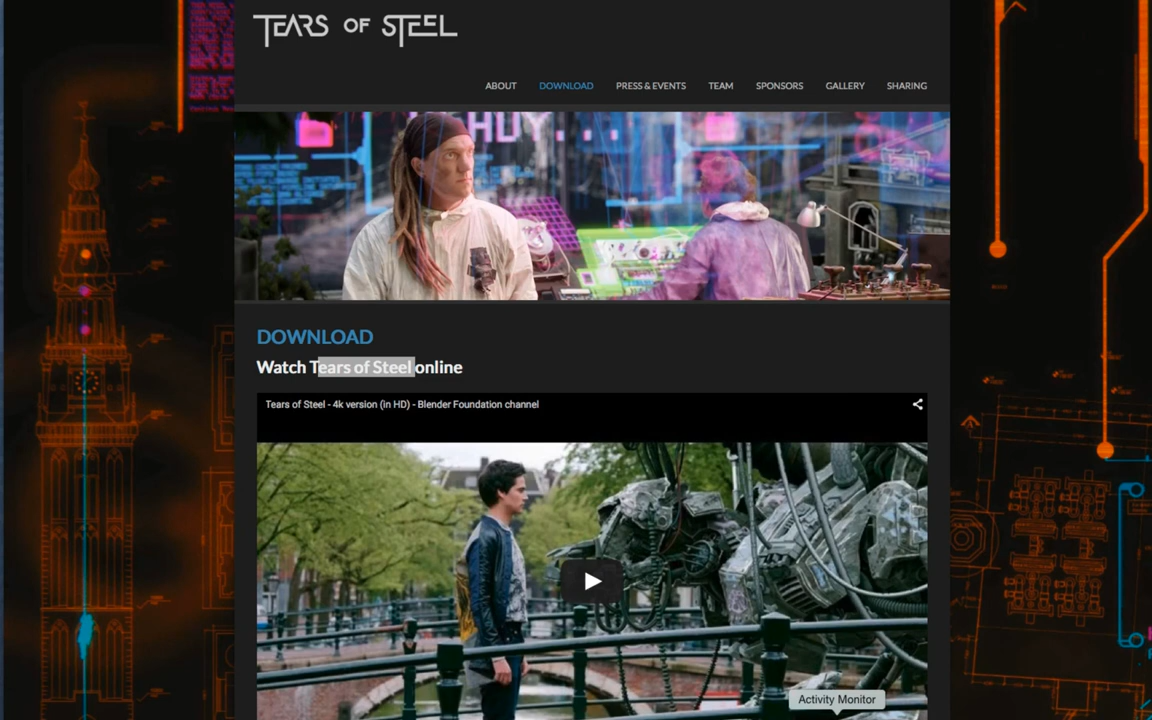 TEARS OF STEEL
ABOUT DOWNLOAD PRESS & EVENTS TEAM SPONSORS GALLERY SHARING
DOWNLOAD
Watch Tears of Steel online
Tears of Steel - 4k version (in HD) - Blender Foundation channel
Activity Monitor